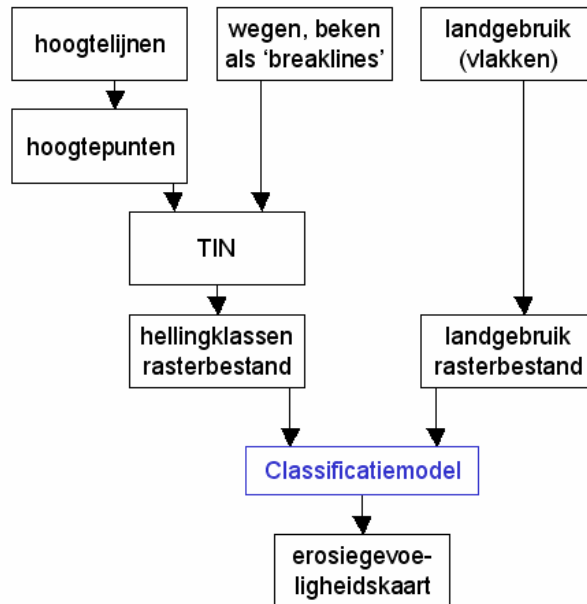 hoogtelijnen
wegen, beken
als ‘breaklines’
landgebruik
(vlakken)
hoogtepunten
TIN
hellingklassen
rasterbestand
landgebruik
rasterbestand
Classificatiemodel
erosiegevoe-
ligheidskaart